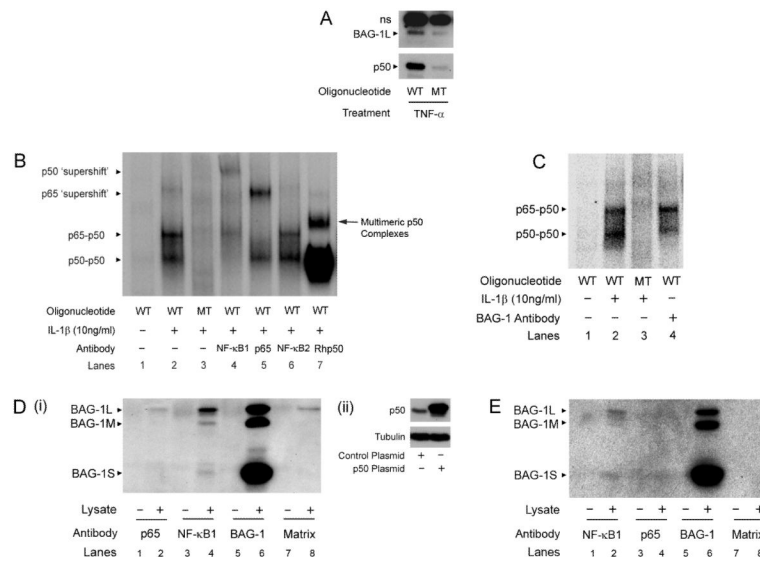 A
ns
BAG-1L
p50
Oligonucleotide WT MT
Treatment TNF-α
B
p50 'supershift'
p65 'supershift'
p65-p50
p50-p50
Multimeric p50
Complexes
Oligonucleotide WT WT MT WT WT WT WT
IL-1β (10ng/ml) – + + + + + –
Antibody – – – NF-κB1 p65 NF-κB2 Rhp50
Lanes 1 2 3 4 5 6 7
C
p65-p50
p50-p50
Oligonucleotide WT WT MT WT
IL-1β (10ng/ml) – + + –
BAG-1 Antibody – – – +
Lanes 1 2 3 4
D (i)
BAG-1L
BAG-1M
BAG-1S
Lysate – + – + – + – +
Antibody p65 NF-κB1 BAG-1 Matrix
Lanes 1 2 3 4 5 6 7 8
(ii)
p50
Tubulin
Control Plasmid + –
p50 Plasmid – +
E
BAG-1L
BAG-1M
BAG-1S
Lysate – + – + – + – +
Antibody NF-κB1 p65 BAG-1 Matrix
Lanes 1 2 3 4 5 6 7 8